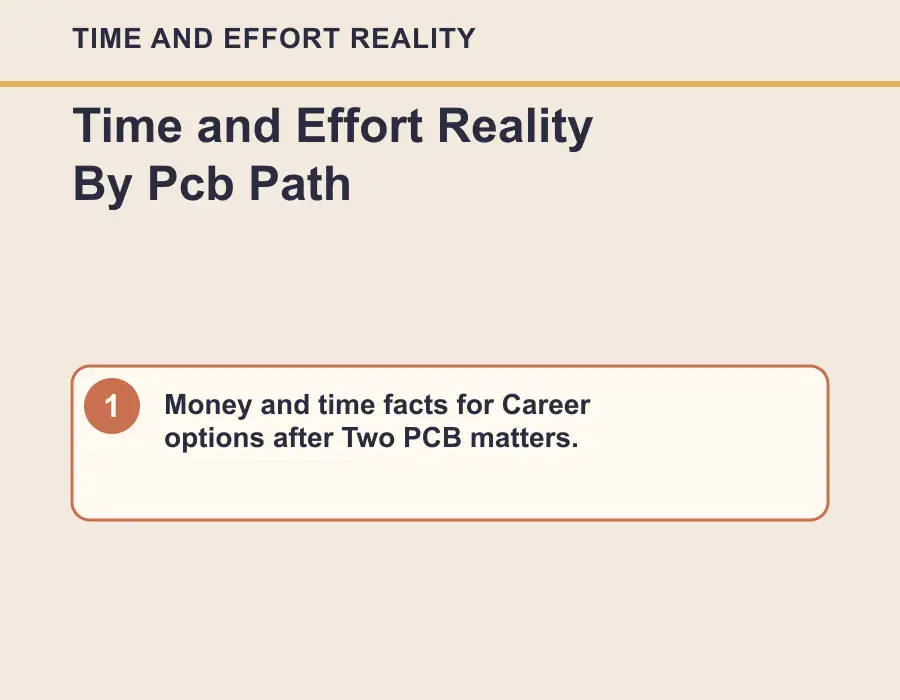 TIME AND EFFORT REALITY
Time and Effort Reality
By Pcb Path
1
Money and time facts for Career
options after Two PCB matters.